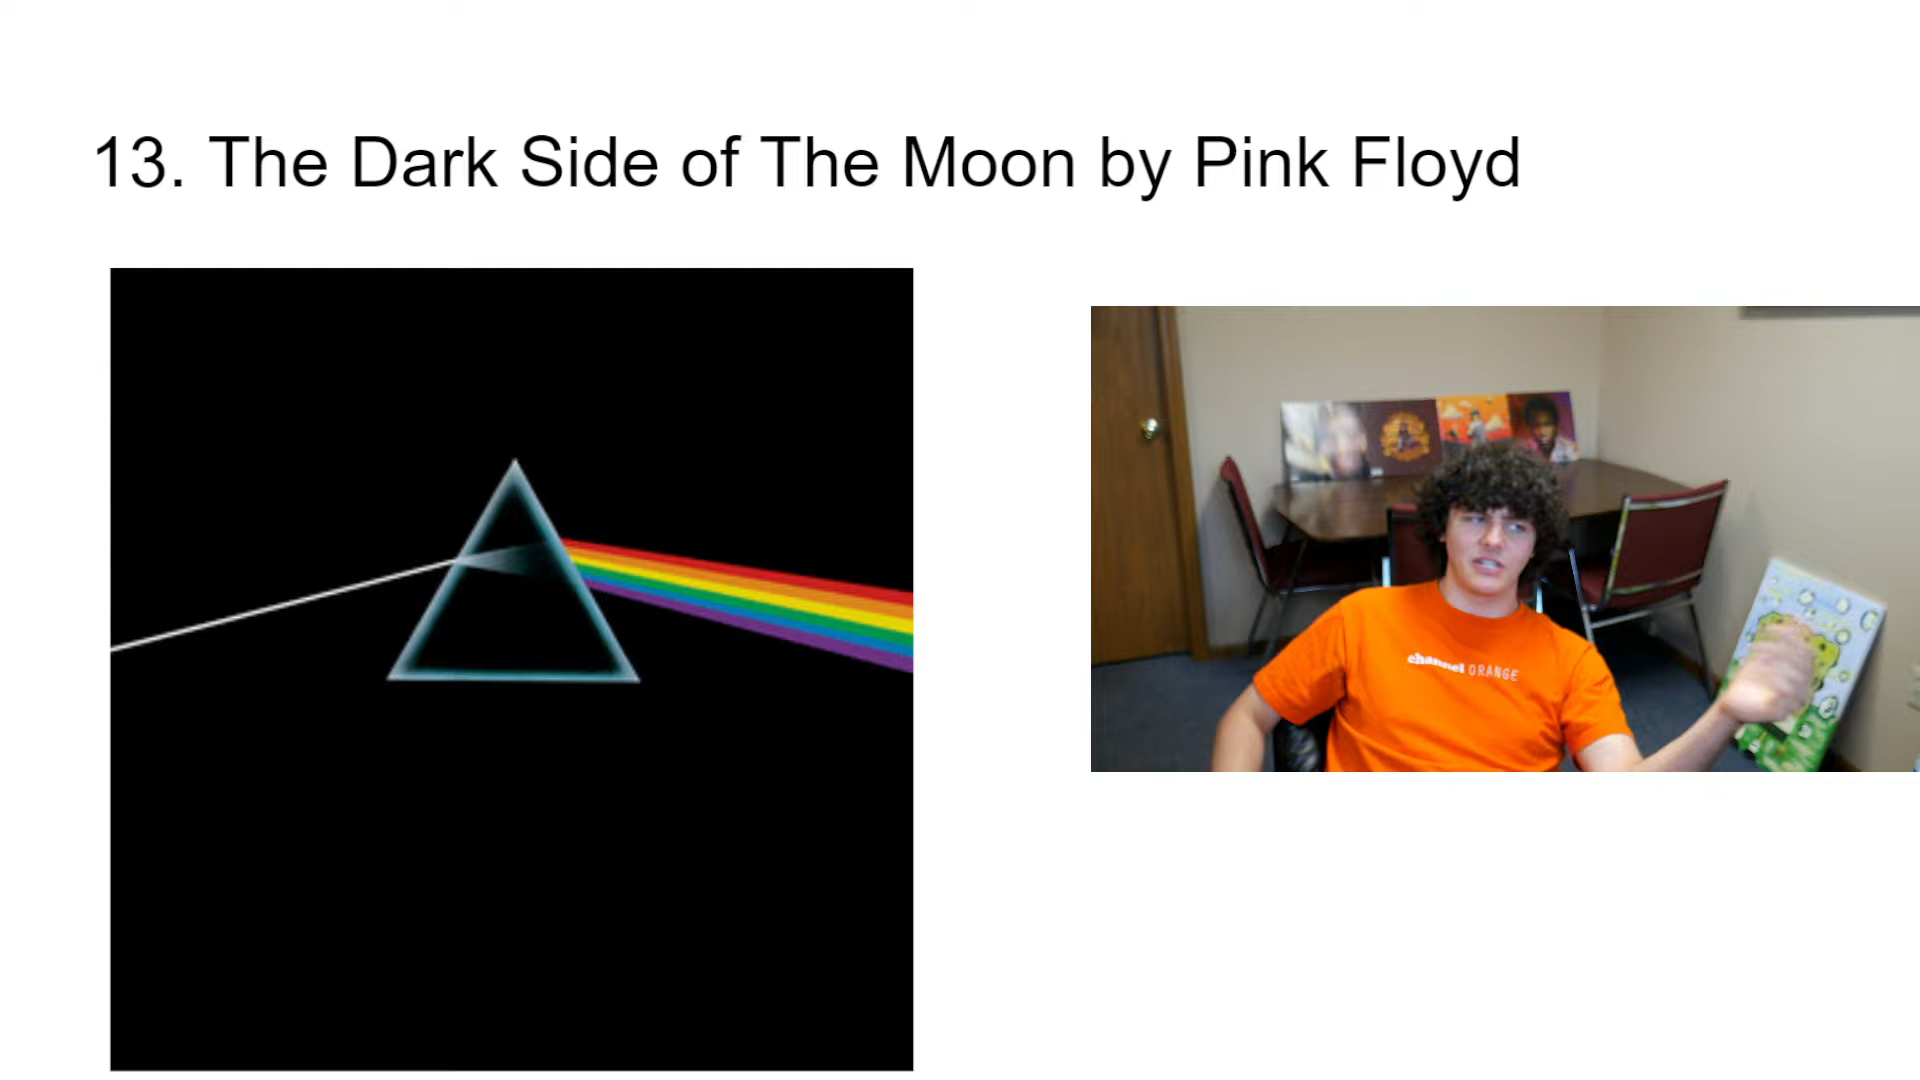 13. The Dark Side of The Moon by Pink Floyd
channel ORANGE